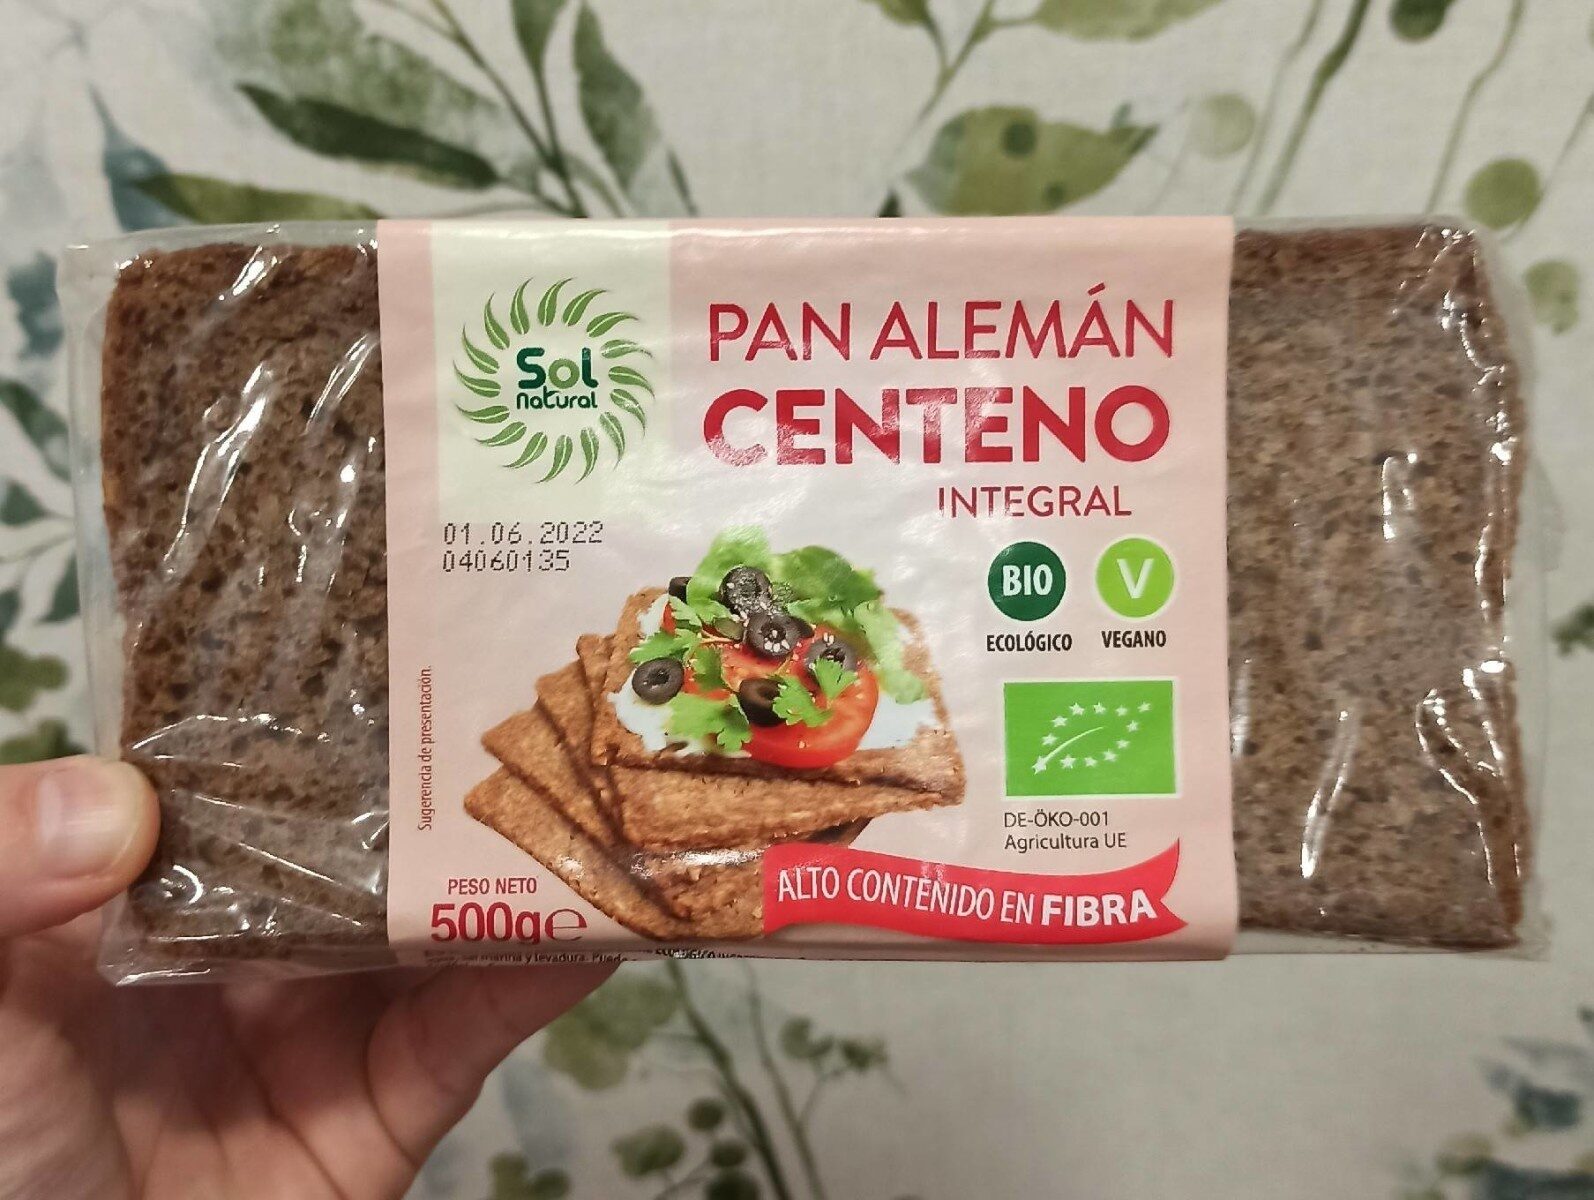 Sol
natural
PAN ALEMÁN
CENTENO
INTEGRAL
01.06.2022
04060135
BIO
ECOLÓGICO
V
VEGANO
Sugerencia de presentación.
DE-ÖKO-001
Agricultura UE
PESO NETO
500g e
ALTO CONTENIDO EN FIBRA
y levadura.